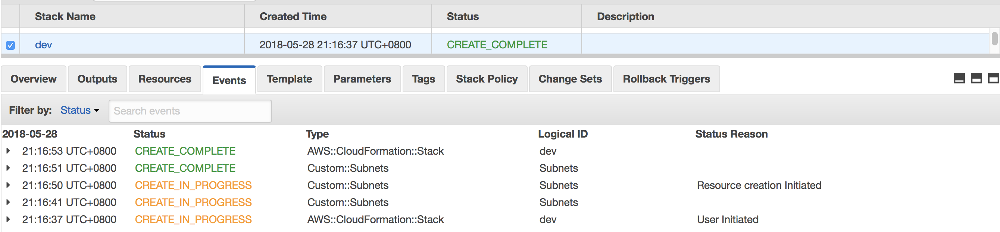 Stack Name Created Time Status Description
dev 2018-05-28 21:16:37 UTC+0800 CREATE_COMPLETE
Overview Outputs Resources Events Template Parameters Tags Stack Policy Change Sets Rollback Triggers
Filter by: Status Search events
2018-05-28 Status Type Logical ID Status Reason
21:16:53 UTC+0800 CREATE_COMPLETE AWS::CloudFormation::Stack dev
21:16:51 UTC+0800 CREATE_COMPLETE Custom::Subnets Subnets
21:16:50 UTC+0800 CREATE_IN_PROGRESS Custom::Subnets Subnets Resource creation Initiated
21:16:41 UTC+0800 CREATE_IN_PROGRESS Custom::Subnets Subnets
21:16:37 UTC+0800 CREATE_IN_PROGRESS AWS::CloudFormation::Stack dev User Initiated